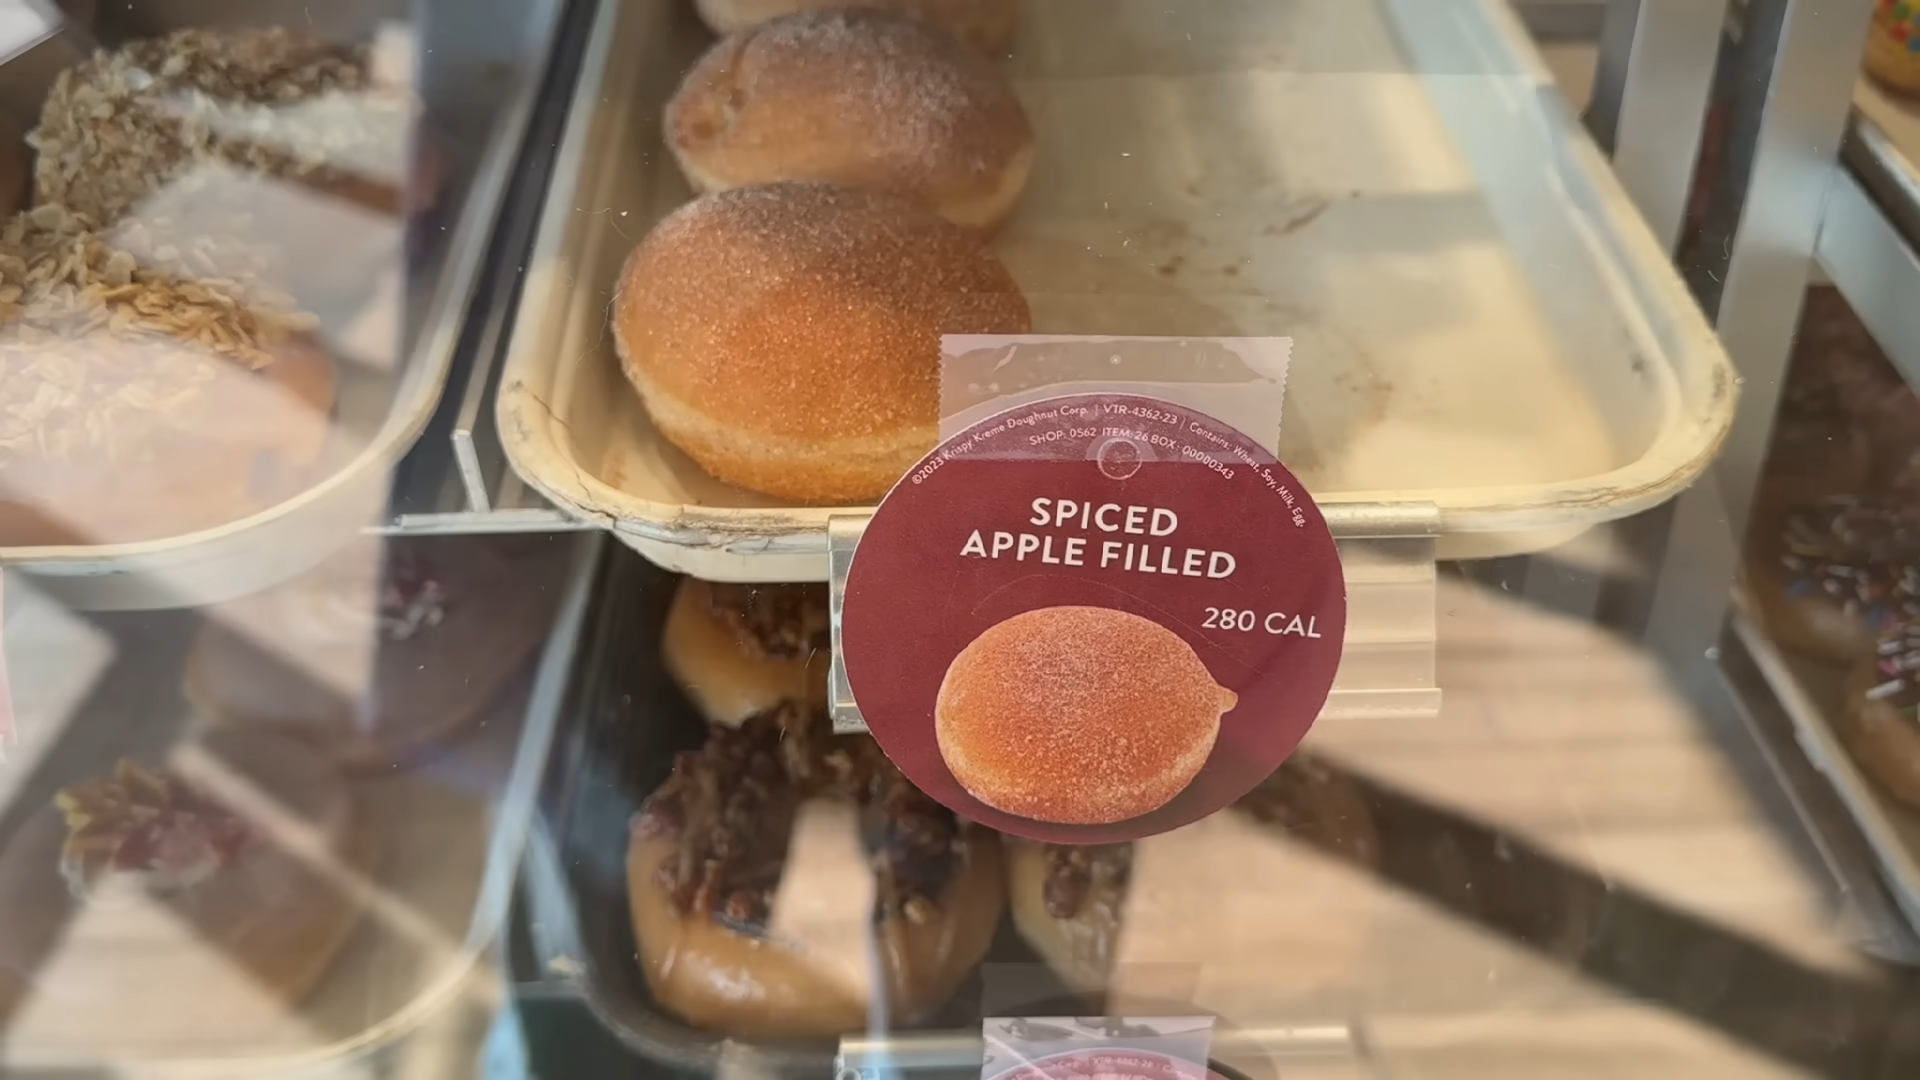 ©2023 Krispy Kreme Doughnut Corp. | VTR-4362-23 | Contains: Wheat, Soy, Milk, Egg.
SHOP: 0562 ITEM: 26 BOX: 00000343
SPICED
APPLE FILLED
280 CAL